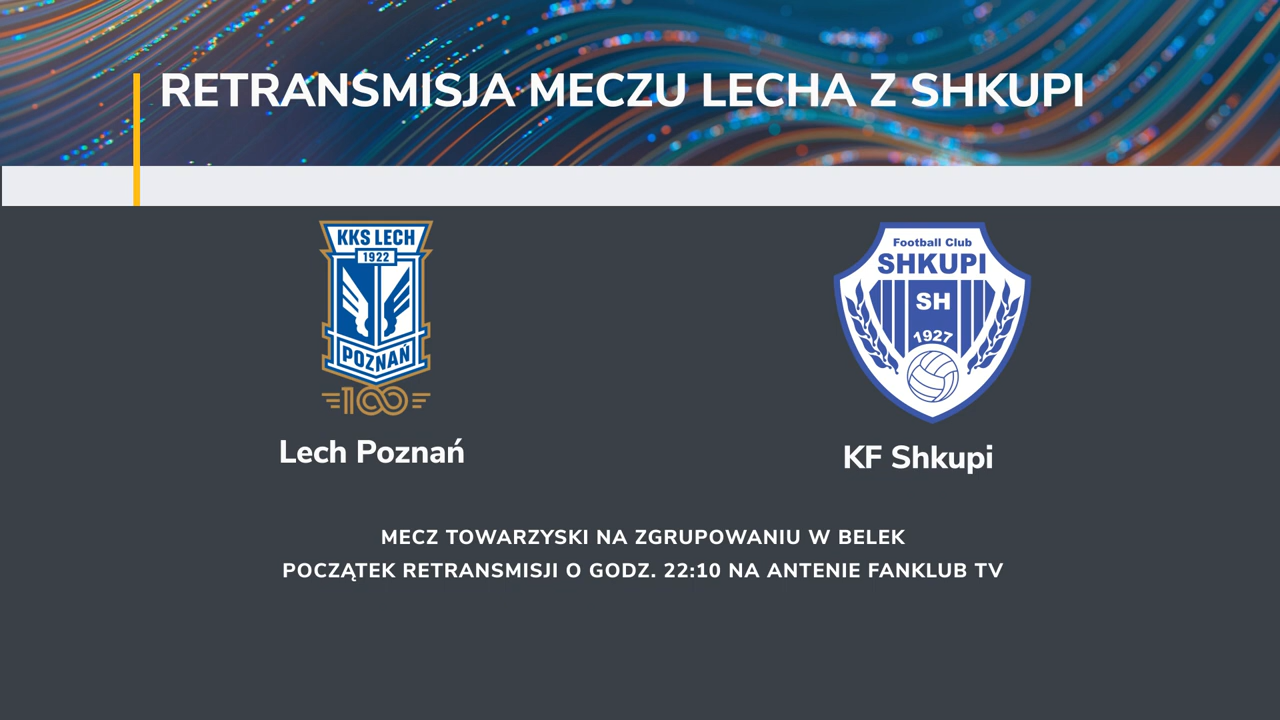 RETRANSMISJA MECZU LECHA Z SHKUPI
KKS LECH
1922
POZNAŃ
100
Lech Poznań
Football Club
SHKUPI
SH
1927
KF Shkupi
MECZ TOWARZYSKI NA ZGRUPOWANIU W BELEK
POCZĄTEK RETRANSMISJI O GODZ. 22:10 NA ANTENIE FANKLUB TV